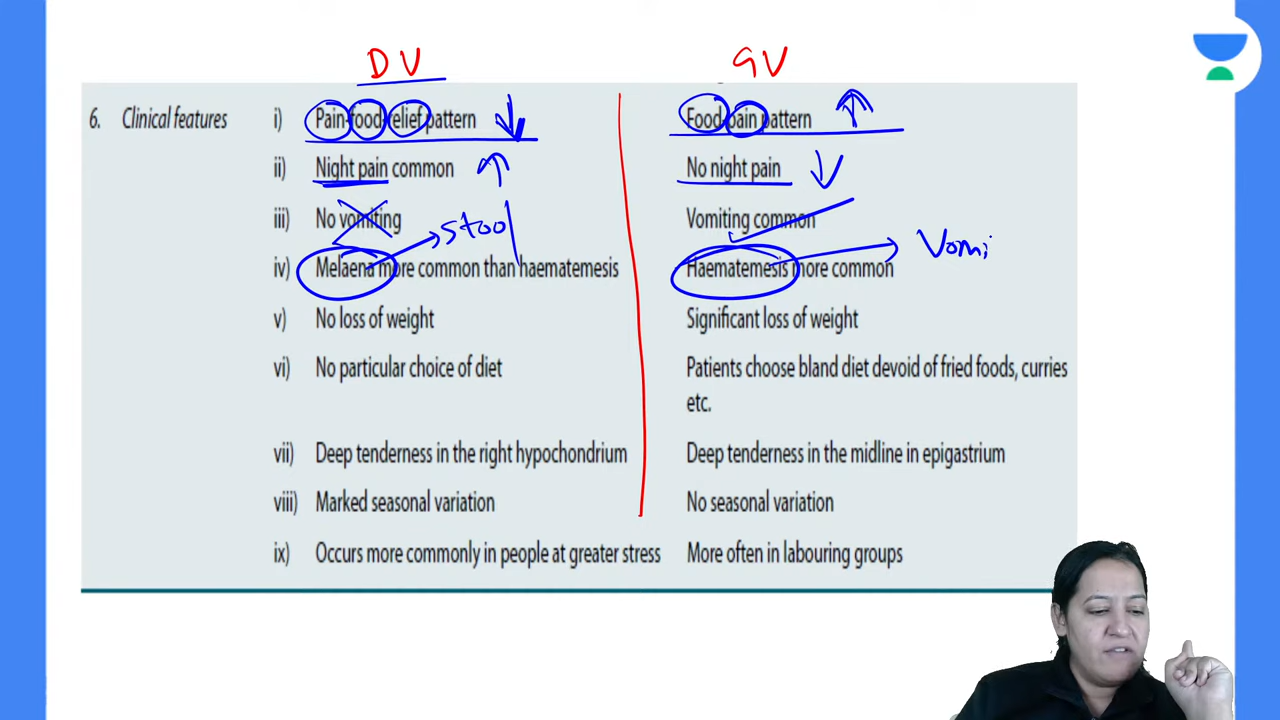 DU GU
6. Clinical features i) Pain-food-relief pattern Food-pain pattern
ii) Night pain common No night pain
iii) No vomiting Vomiting common
stool
iv) Melaena more common than haematemesis Haematemesis more common Vomi
v) No loss of weight Significant loss of weight
vi) No particular choice of diet Patients choose bland diet devoid of fried foods, curries
etc.
vii) Deep tenderness in the right hypochondrium Deep tenderness in the midline in epigastrium
viii) Marked seasonal variation No seasonal variation
ix) Occurs more commonly in people at greater stress More often in labouring groups